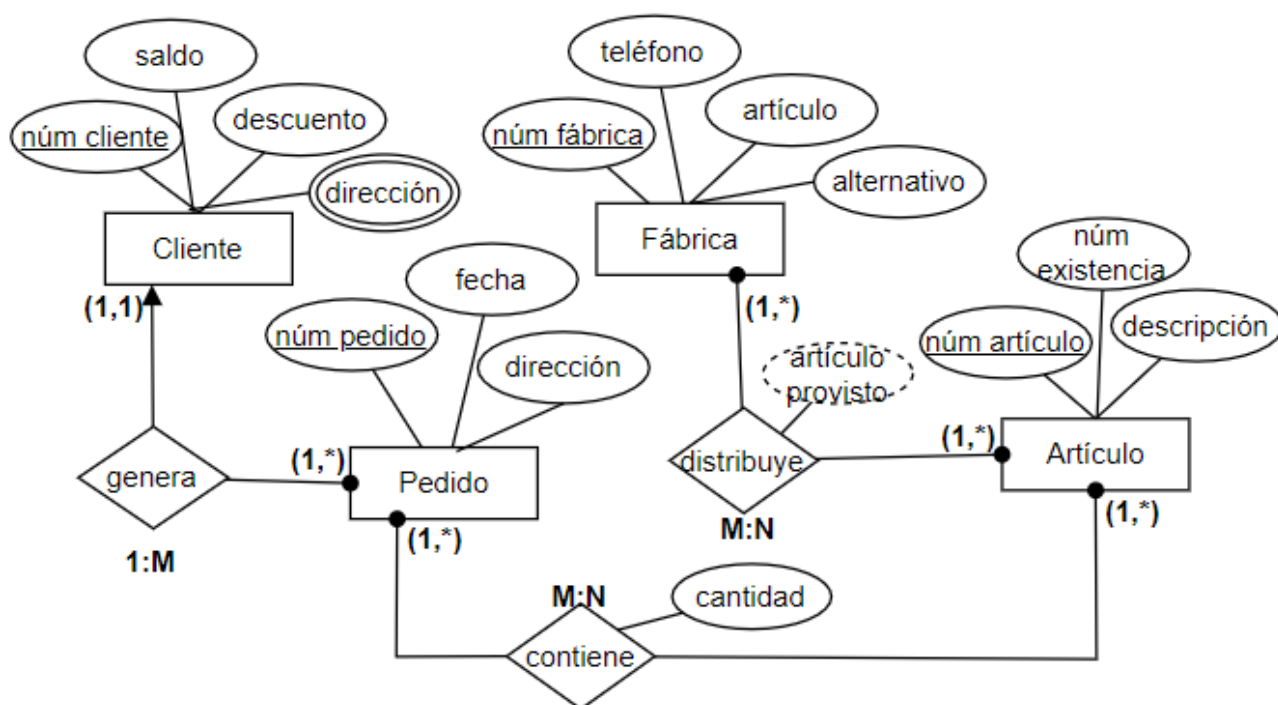 saldo
núm cliente
descuento
dirección
Cliente
(1,1)
genera
1:M
teléfono
núm fábrica
artículo
alternativo
Fábrica
(1,*)
fecha
núm pedido
dirección
(1,*)
Pedido
(1,*)
artículo
provisto
distribuye
M:N
núm
existencia
núm artículo
descripción
(1,*)
Artículo
(1,*)
M:N
cantidad
contiene